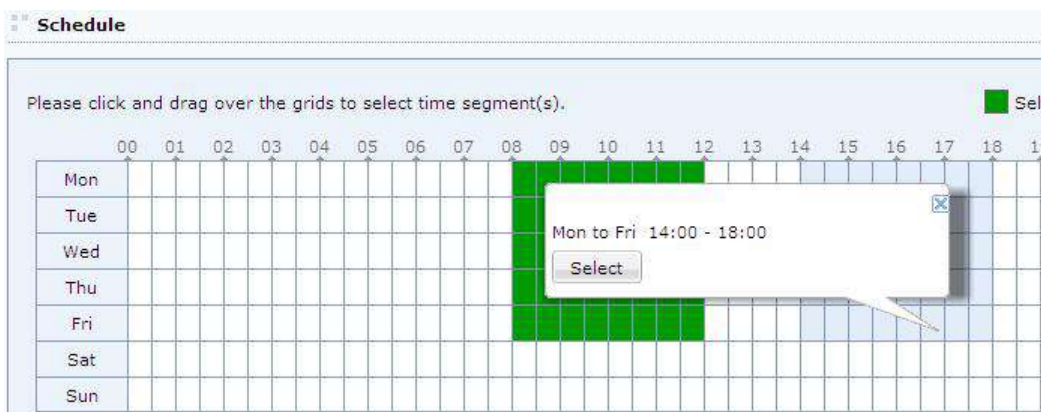 Schedule
Please click and drag over the grids to select time segment(s).
00 01 02 03 04 05 06 07 08 09 10 11 12 13 14 15 16 17 18
Mon
Tue
Mon to Fri 14:00 - 18:00
Wed
Select
Thu
Fri
Sat
Sun